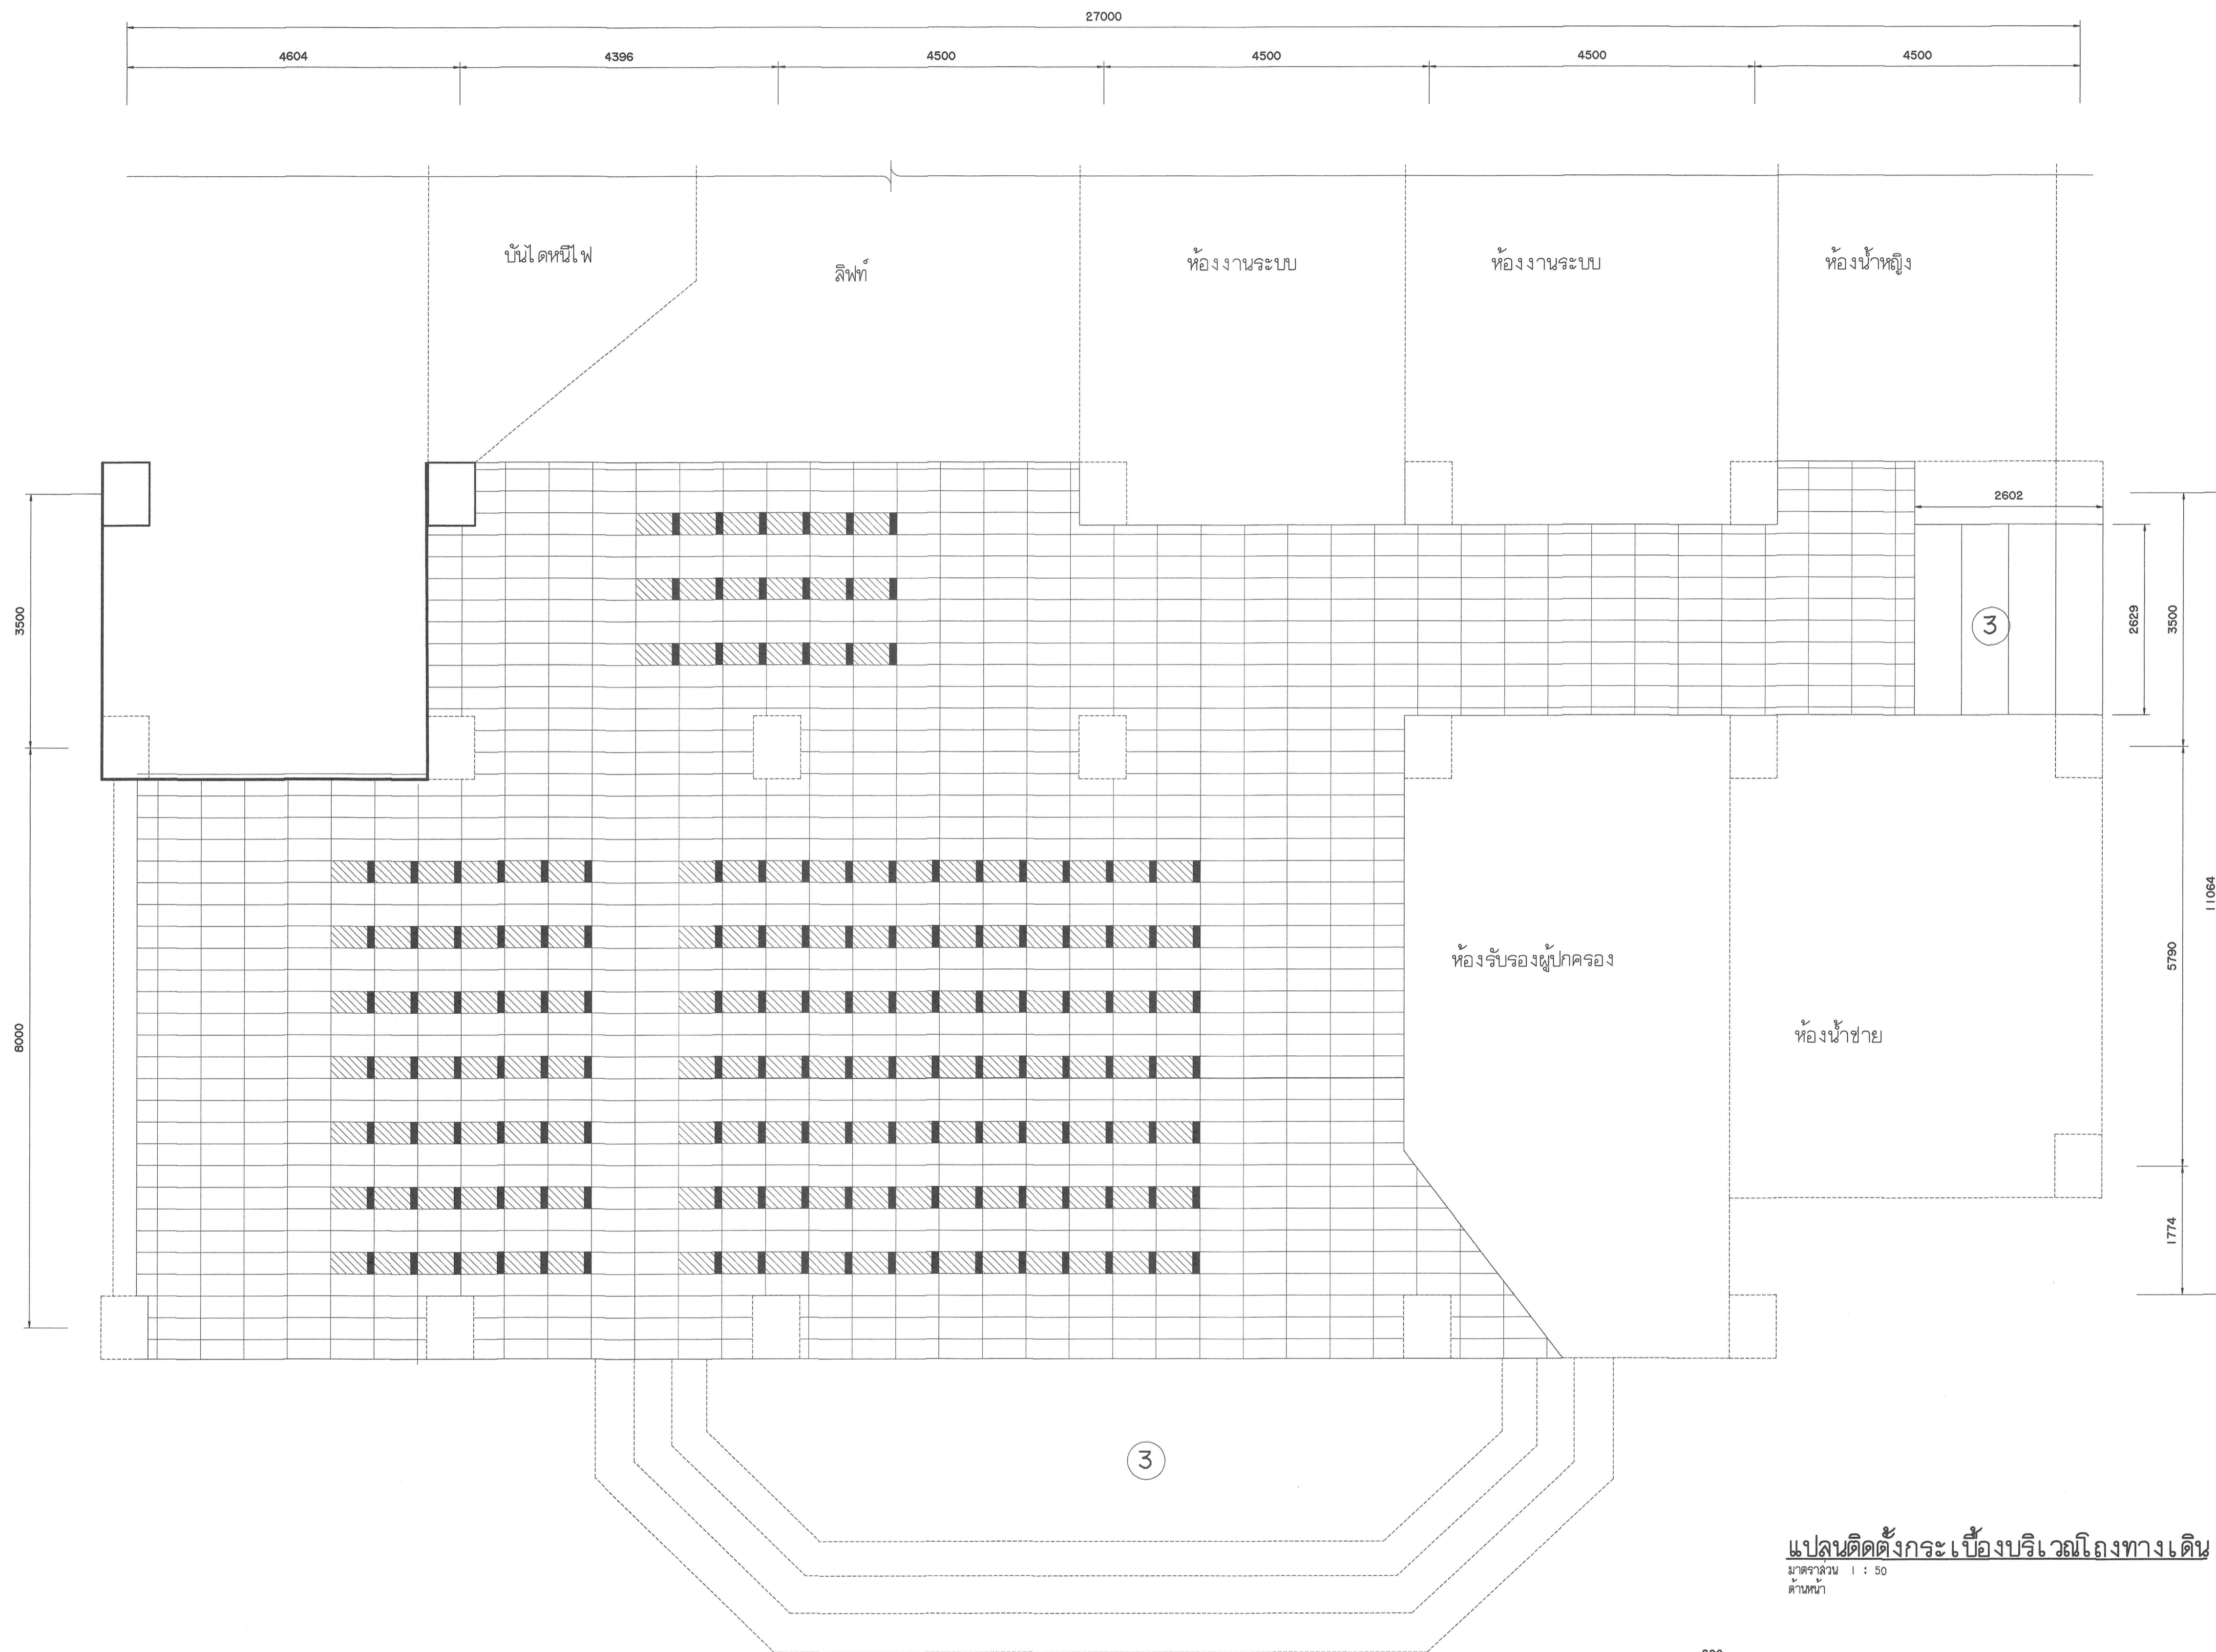 27000
4604
4396
4500
4500
4500
4500
บันไดหนีไฟ
ลิฟท์
ห้องงานระบบ
ห้องงานระบบ
ห้องน้ำหญิง
2602
3500
3
2629
3500
8000
11064
ห้องรับรองผู้ปกครอง
5790
ห้องน้ำชาย
1774
3
แปลนติดตั้งกระเบื้องบริเวณโถงทางเดิน
มาตราส่วน 1 : 50
ด้านหน้า